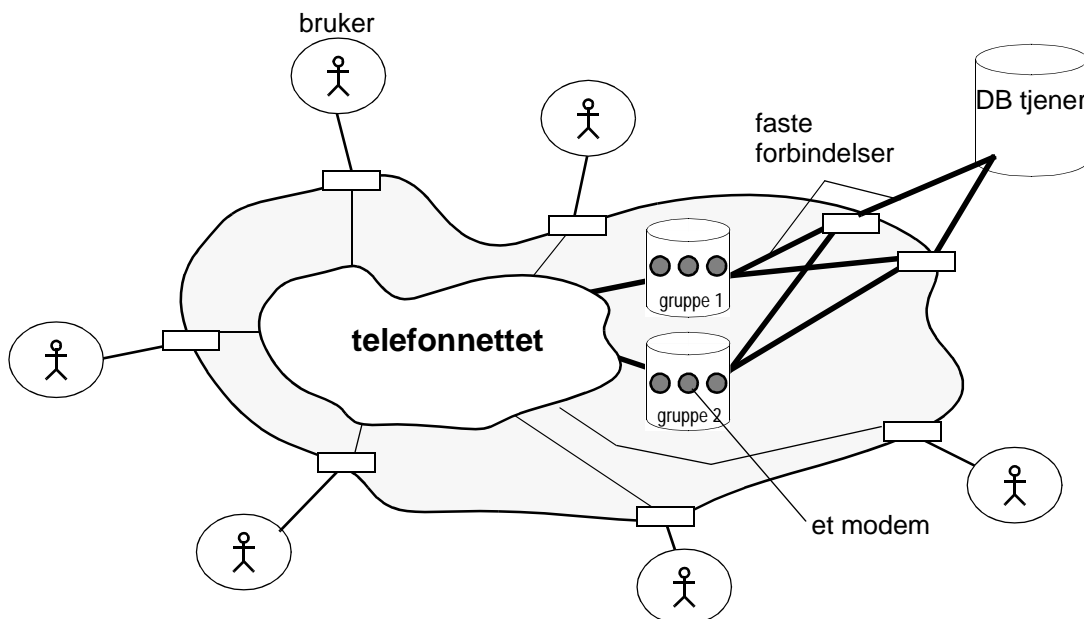 bruker
DB tjener
faste
forbindelser
gruppe 1
telefonnettet
gruppe 2
et modem